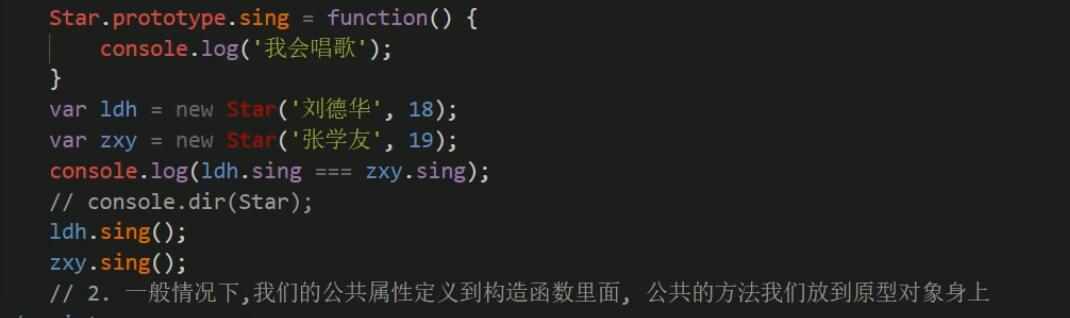 Star.prototype.sing = function() {
console.log('我会唱歌');
}
var ldh = new Star('刘德华', 18);
var zxy = new Star('张学友', 19);
console.log(ldh.sing === zxy.sing);
// console.dir(Star);
ldh.sing();
zxy.sing();
// 2. 一般情况下,我们的公共属性定义到构造函数里面, 公共的方法我们放到原型对象身上